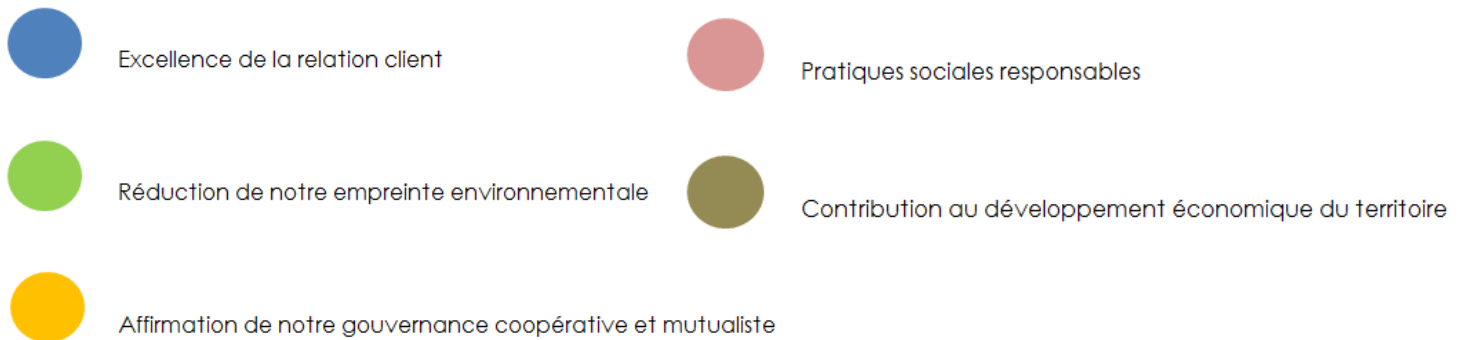 Excellence de la relation client
Pratiques sociales responsables
Réduction de notre empreinte environnementale
Contribution au développement économique du territoire
Affirmation de notre gouvernance coopérative et mutualiste